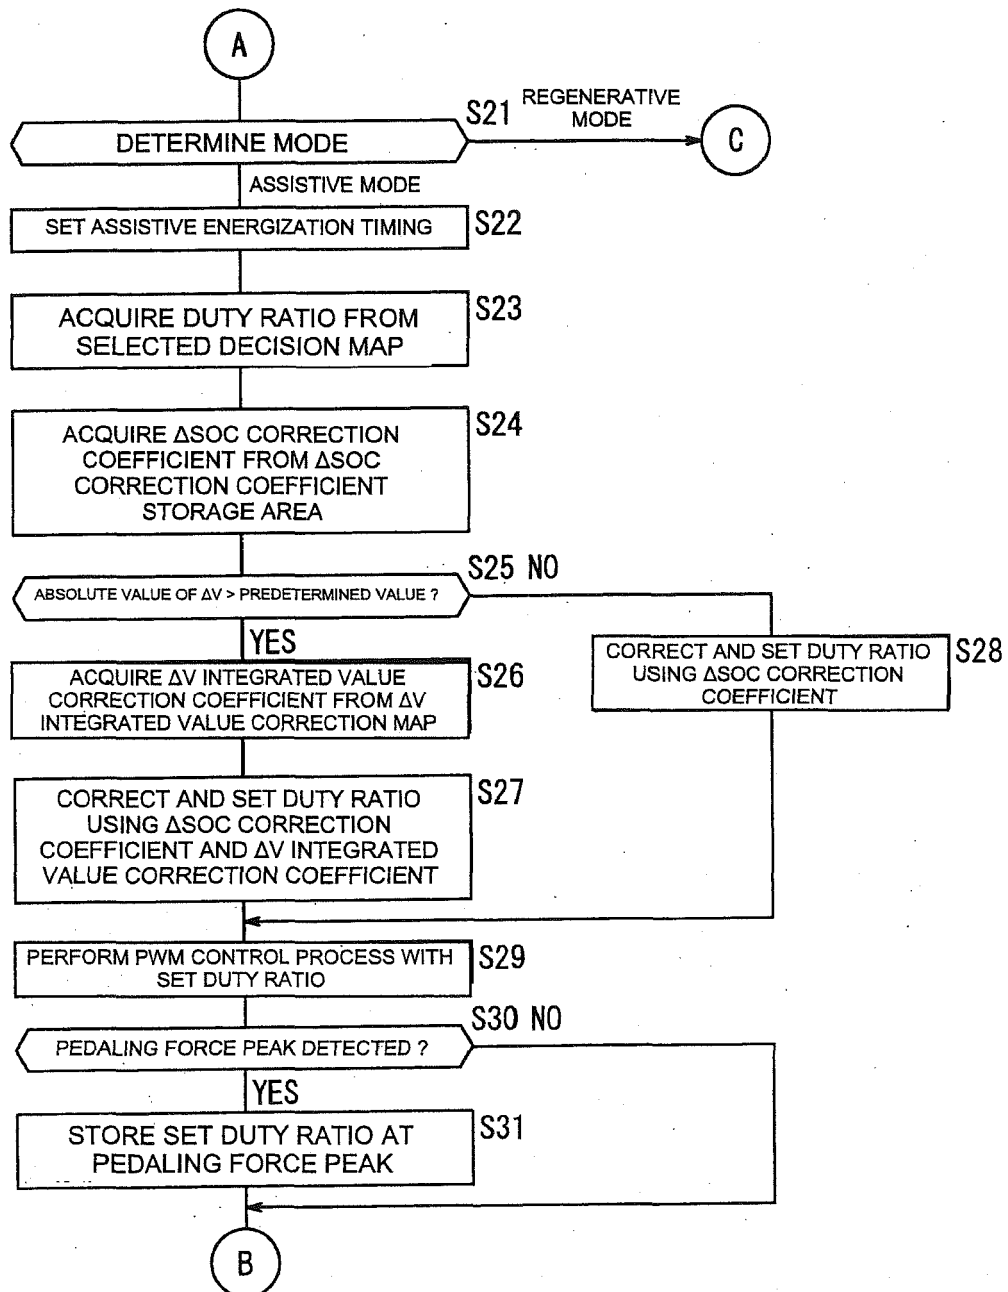 A
DETERMINE MODE
S21
REGENERATIVE
MODE
C
ASSISTIVE MODE
SET ASSISTIVE ENERGIZATION TIMING
S22
ACQUIRE DUTY RATIO FROM
SELECTED DECISION MAP
S23
ACQUIRE ΔSOC CORRECTION
COEFFICIENT FROM ΔSOC
CORRECTION COEFFICIENT
STORAGE AREA
S24
ABSOLUTE VALUE OF ΔV > PREDETERMINED VALUE ?
S25 NO
YES
ACQUIRE ΔV INTEGRATED VALUE
CORRECTION COEFFICIENT FROM ΔV
INTEGRATED VALUE CORRECTION MAP
S26
CORRECT AND SET DUTY RATIO
USING ΔSOC CORRECTION
COEFFICIENT
S28
CORRECT AND SET DUTY RATIO
USING ΔSOC CORRECTION
COEFFICIENT AND ΔV INTEGRATED
VALUE CORRECTION COEFFICIENT
S27
PERFORM PWM CONTROL PROCESS WITH
SET DUTY RATIO
S29
PEDALING FORCE PEAK DETECTED ?
S30 NO
YES
STORE SET DUTY RATIO AT
PEDALING FORCE PEAK
S31
B